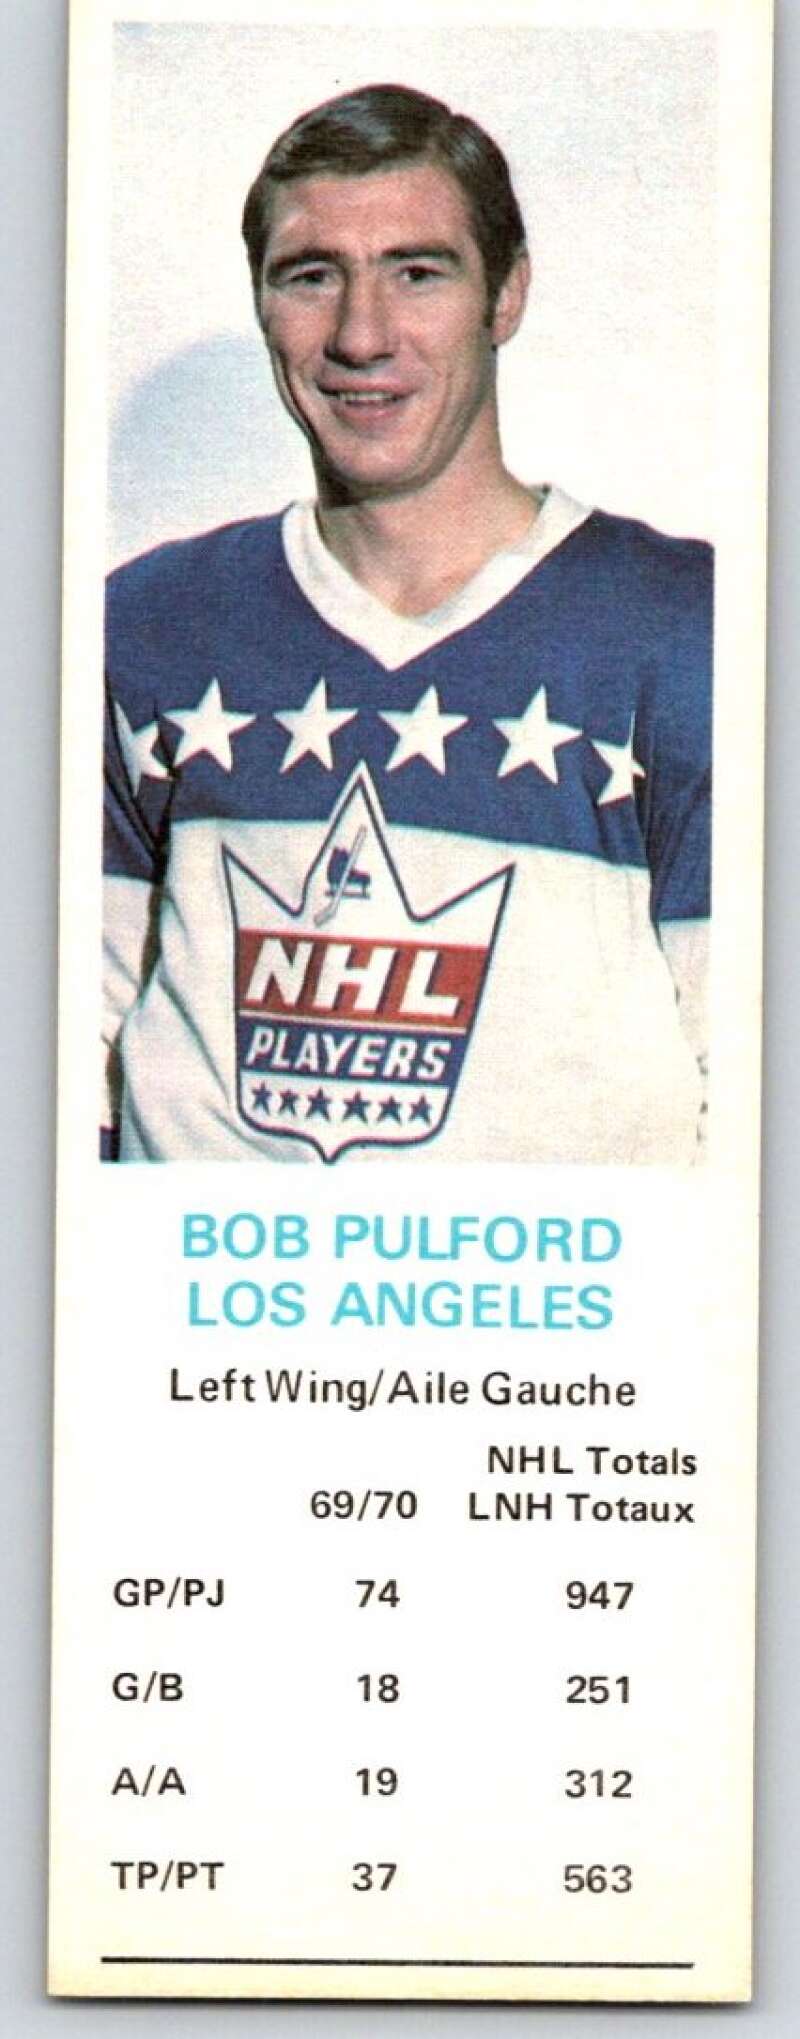 NHL
PLAYERS
BOB PULFORD
LOS ANGELES
Left Wing/Aile Gauche
NHL Totals
69/70 LNH Totaux
GP/PJ 74 947
G/B 18 251
A/A 19 312
TP/PT 37 563